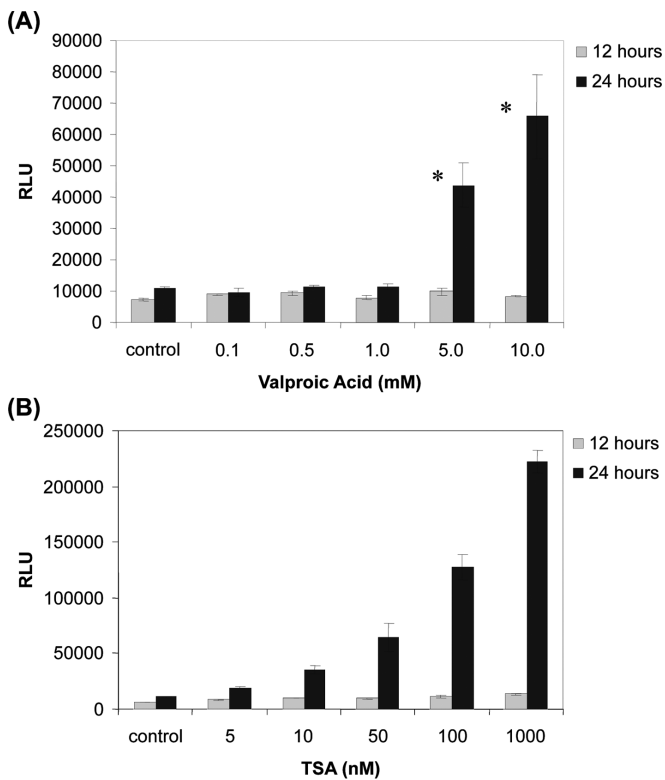 (A)
90000
80000
70000
60000
50000
40000
30000
20000
10000
0
RLU
12 hours
24 hours
*
*
control 0.1 0.5 1.0 5.0 10.0
Valproic Acid (mM)
(B)
250000
200000
150000
100000
50000
0
RLU
12 hours
24 hours
control 5 10 50 100 1000
TSA (nM)